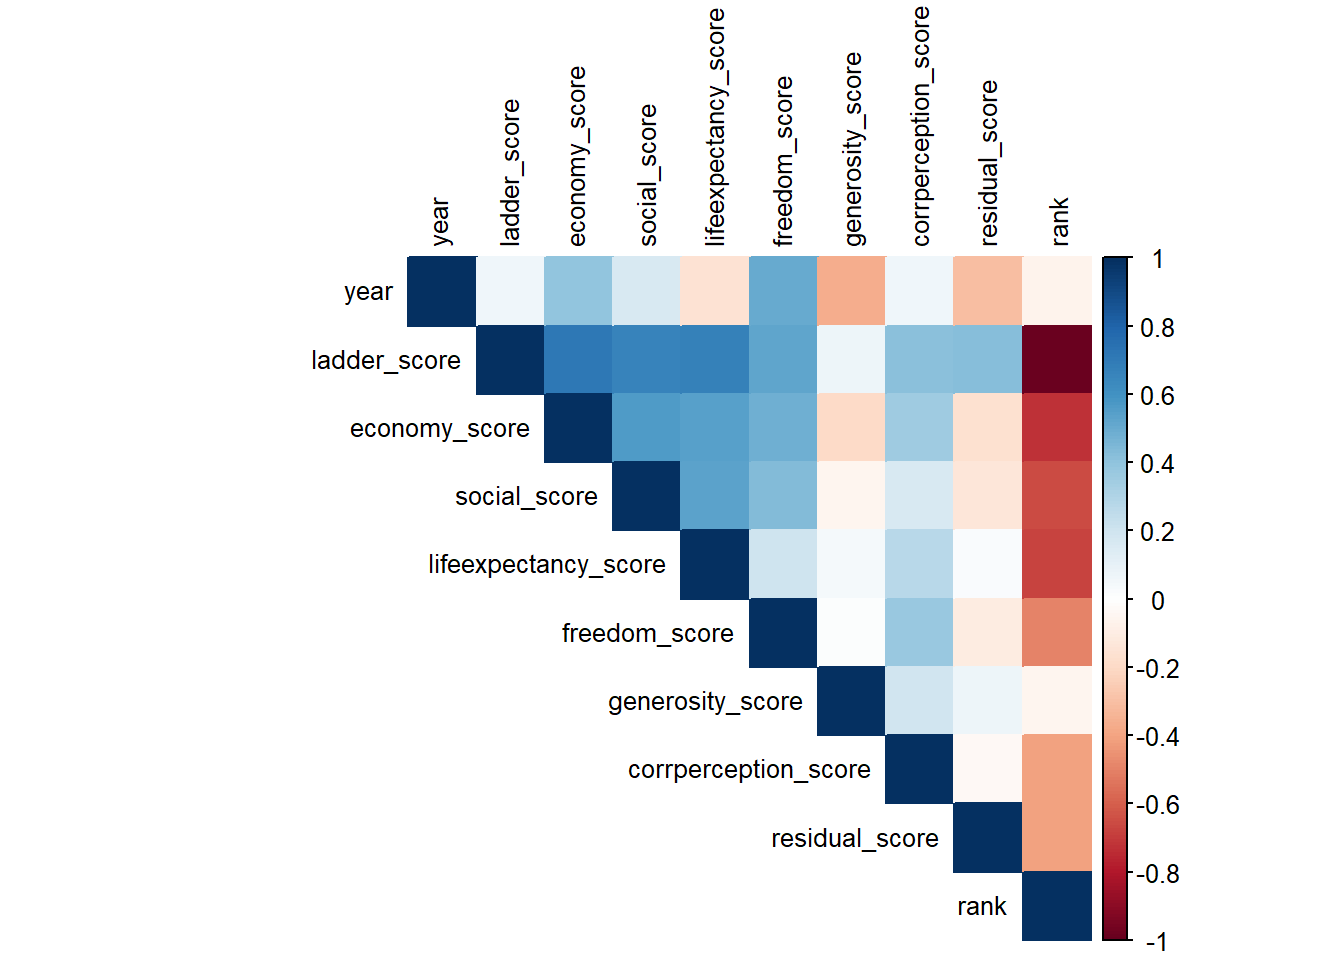 year
ladder_score
economy_score
social_score
lifeexpectancy_score
freedom_score
generosity_score
corrperception_score
residual_score
rank
year
ladder_score
economy_score
social_score
lifeexpectancy_score
freedom_score
generosity_score
corrperception_score
residual_score
rank
1
0.8
0.6
0.4
0.2
0
-0.2
-0.4
-0.6
-0.8
-1